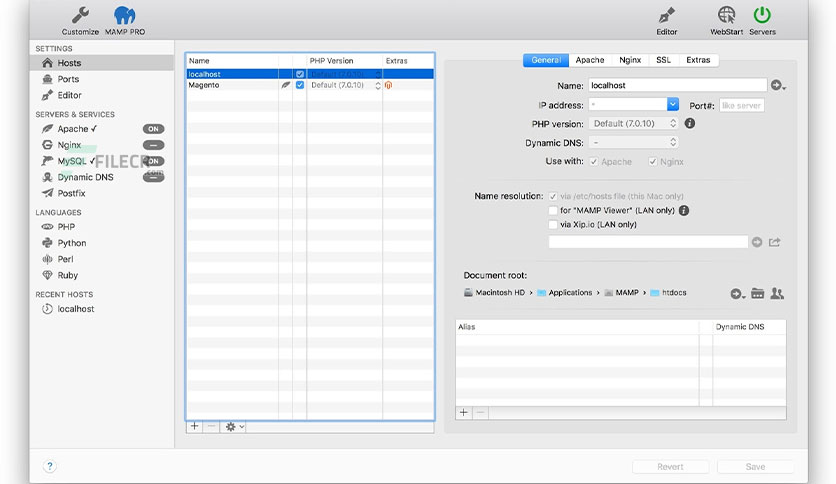 Customize MAMP PRO Editor WebStart Servers
SETTINGS
Hosts
Ports
Editor
SERVERS & SERVICES
Apache ✓ ON
Nginx —
MySQL ✓ ON
Dynamic DNS —
Postfix
LANGUAGES
PHP
Python
Perl
Ruby
RECENT HOSTS
localhost
FILECR
.com
Name PHP Version Extras
localhost Default (7.0.10)
Magento Default (7.0.10)
General Apache Nginx SSL Extras
Name: localhost
IP address: - Port#: like server
PHP version: Default (7.0.10)
Dynamic DNS: -
Use with: Apache Nginx
Name resolution: via /etc/hosts file (this Mac only)
for "MAMP Viewer" (LAN only)
via Xip.io (LAN only)
Document root:
Macintosh HD › Applications › MAMP › htdocs
Alias Dynamic DNS
Revert Save